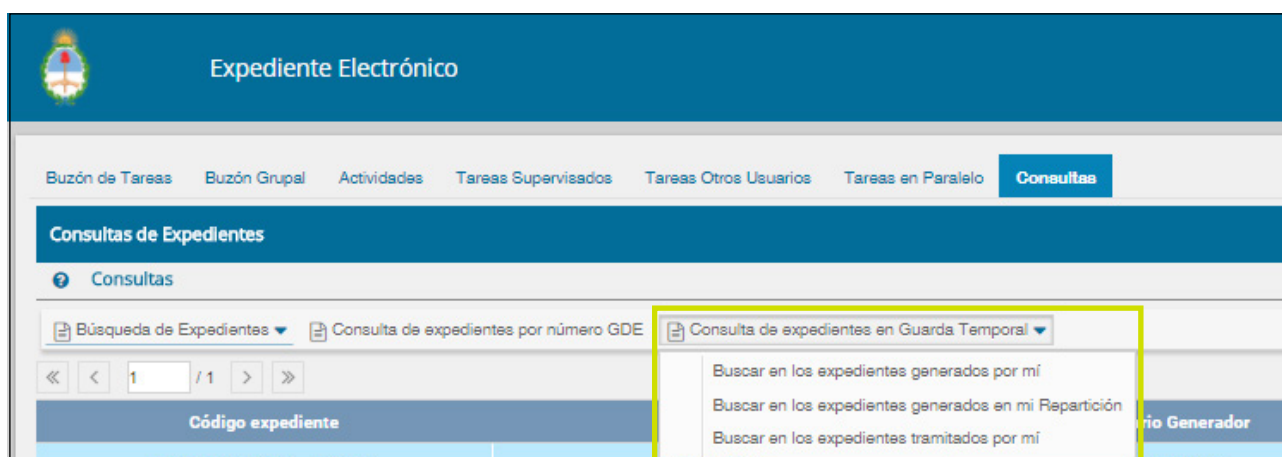 Expediente Electrónico
Buzón de Tareas Buzón Grupal Actividades Tareas Supervisados Tareas Otros Usuarios Tareas en Paralelo Consultas
Consultas de Expedientes
Consultas
Búsqueda de Expedientes Consulta de expedientes por número GDE Consulta de expedientes en Guarda Temporal
1 / 1
Buscar en los expedientes generados por mí
Buscar en los expedientes generados en mi Repartición
Código expediente Generador
Buscar en los expedientes tramitados por mí